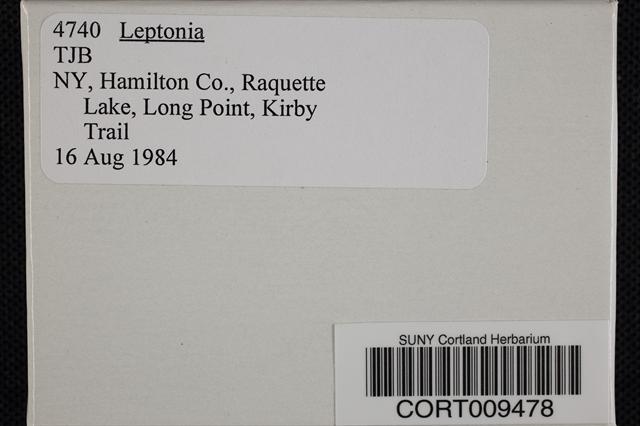 4740 Leptonia
TJB
NY, Hamilton Co., Raquette
Lake, Long Point, Kirby
Trail
16 Aug 1984
SUNY Cortland Herbarium
CORT009478